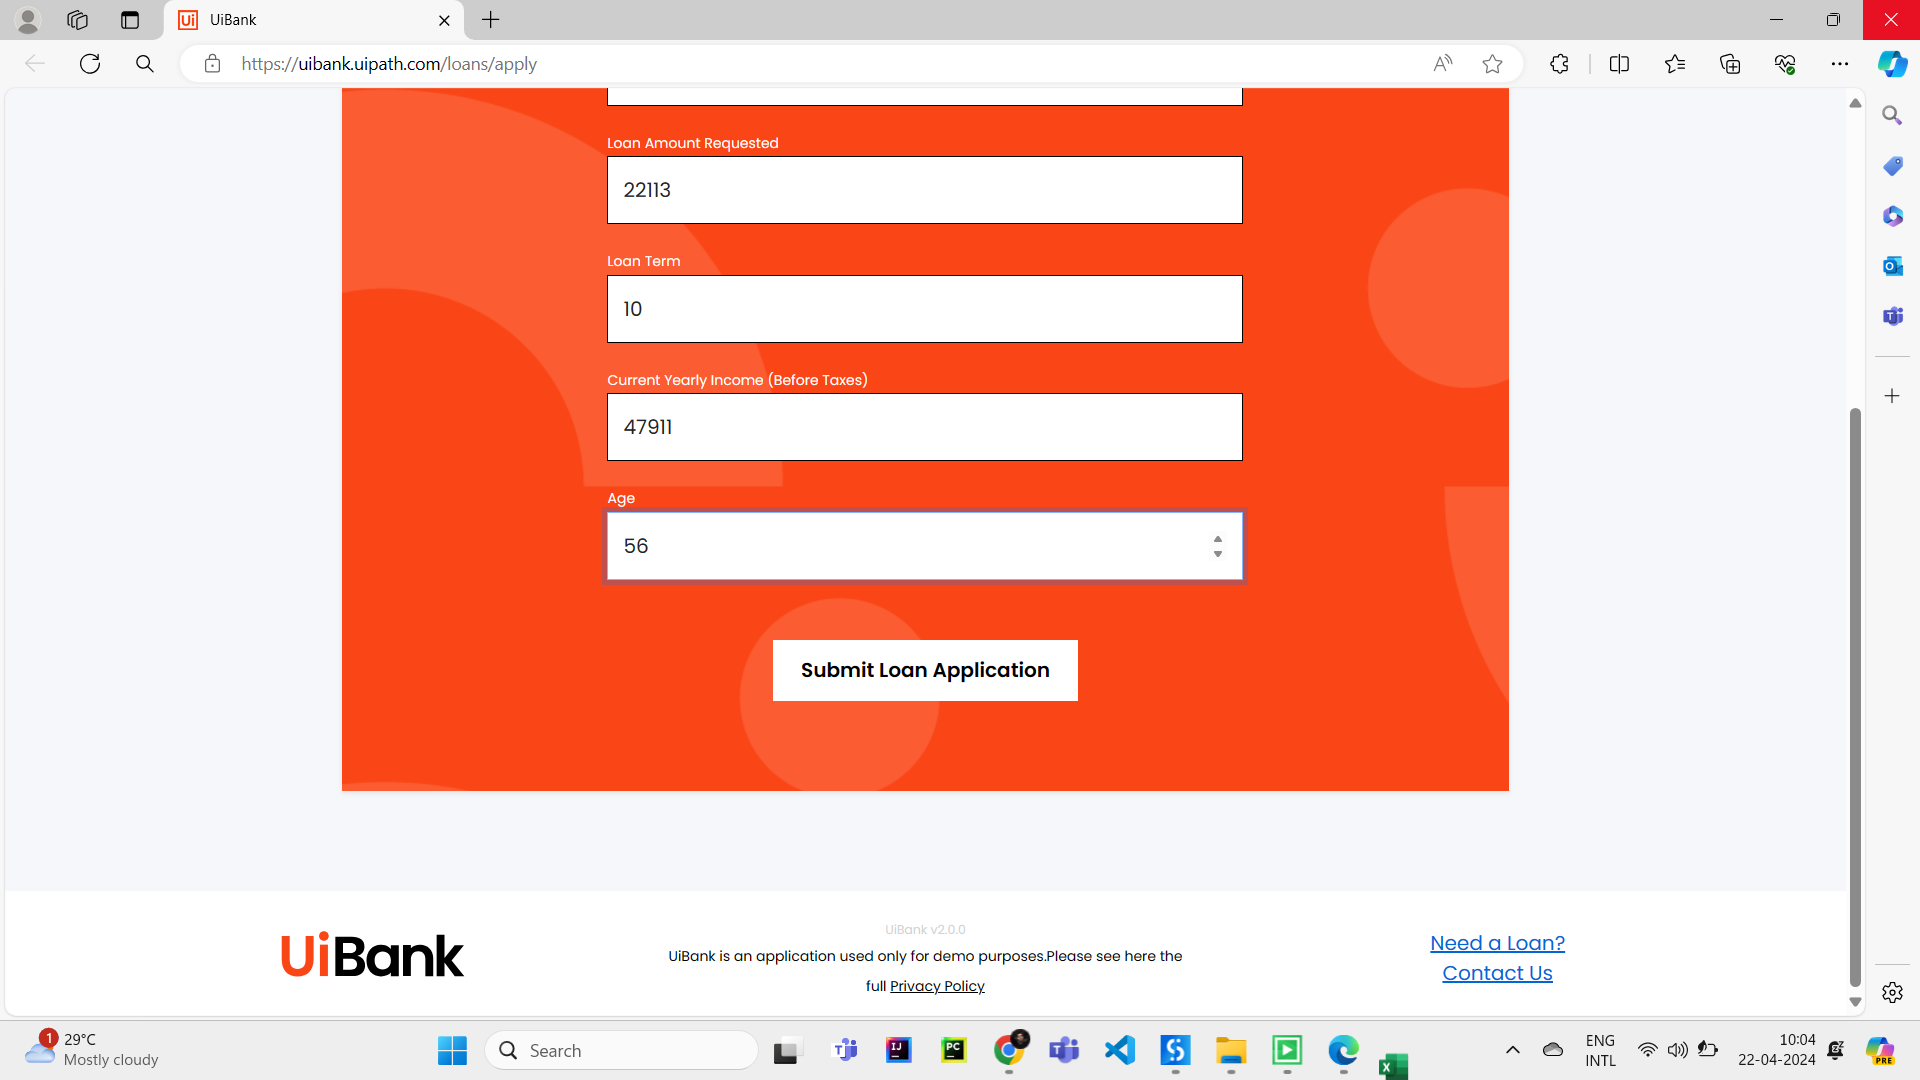 UiBank
https://uibank.uipath.com/loans/apply
Loan Amount Requested
22113
Loan Term
10
Current Yearly Income (Before Taxes)
47911
Age
56
Submit Loan Application
UiBank
UiBank v2.0.0
UiBank is an application used only for demo purposes.Please see here the
full Privacy Policy
Need a Loan?
Contact Us
1
29°C
Mostly cloudy
Search
ENG
INTL
10:04
22-04-2024
PRE